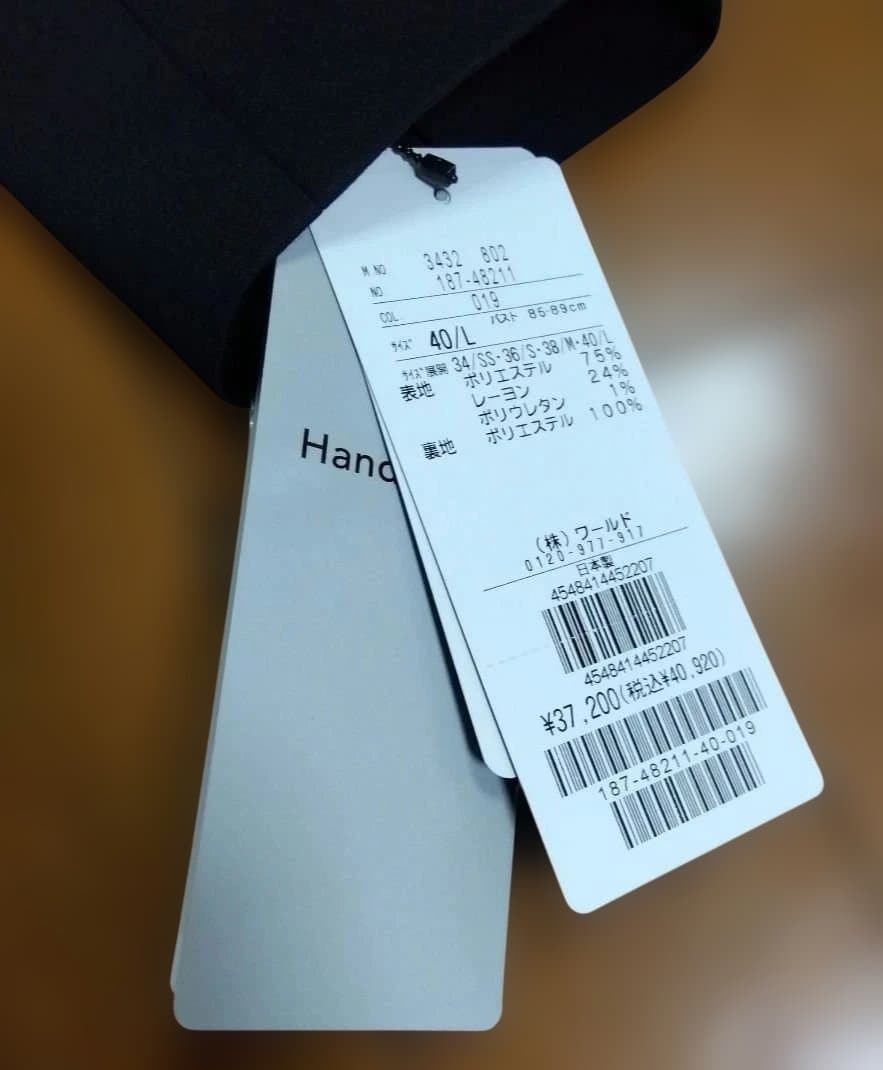 M NO 3432 802
NO 187-48211
COL 019
ｻｲｽﾞ 40/L ﾊﾞｽﾄ 85-89cm
ｻｲｽﾞ展開 34/SS・36/S・38/M・40/L
表地 ポリエステル 75%
レーヨン 24%
ポリウレタン 1%
裏地 ポリエステル 100%
Hand
(株)ワールド
0120-977-917
日本製
4548414452207
4548414452207
¥37,200(税込¥40,920)
187-48211-40-019